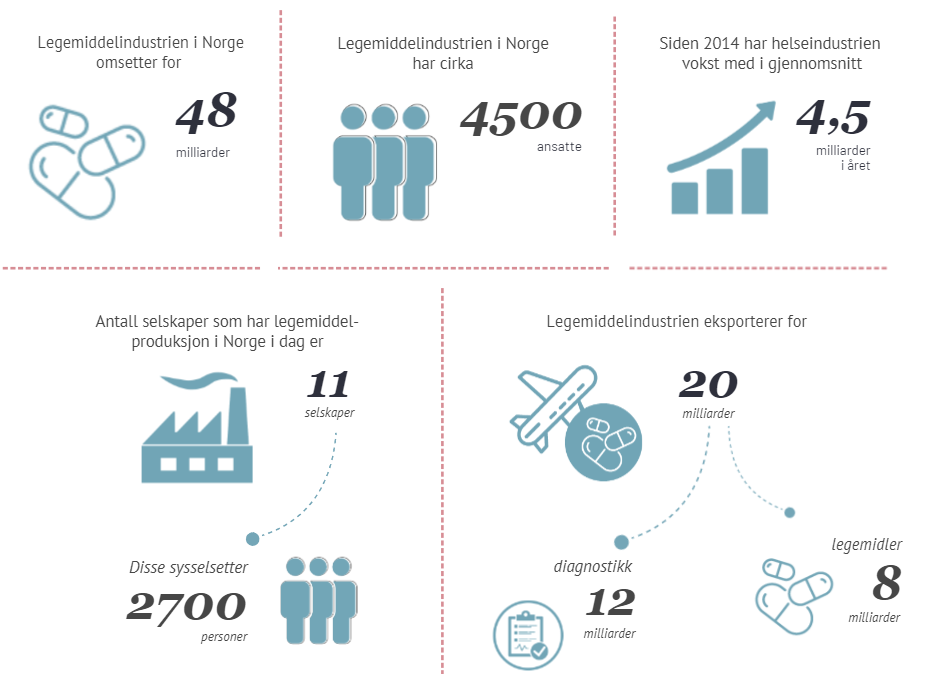 Legemiddelindustrien i Norge
omsetter for
48
milliarder
Legemiddelindustrien i Norge
har cirka
4500
ansatte
Siden 2014 har helseindustrien
vokst med i gjennomsnitt
4,5
milliarder
i året
Antall selskaper som har legemiddel-
produksjon i Norge i dag er
11
selskaper
Disse sysselsetter
2700
personer
Legemiddelindustrien eksporterer for
20
milliarder
diagnostikk
12
milliarder
legemidler
8
milliarder